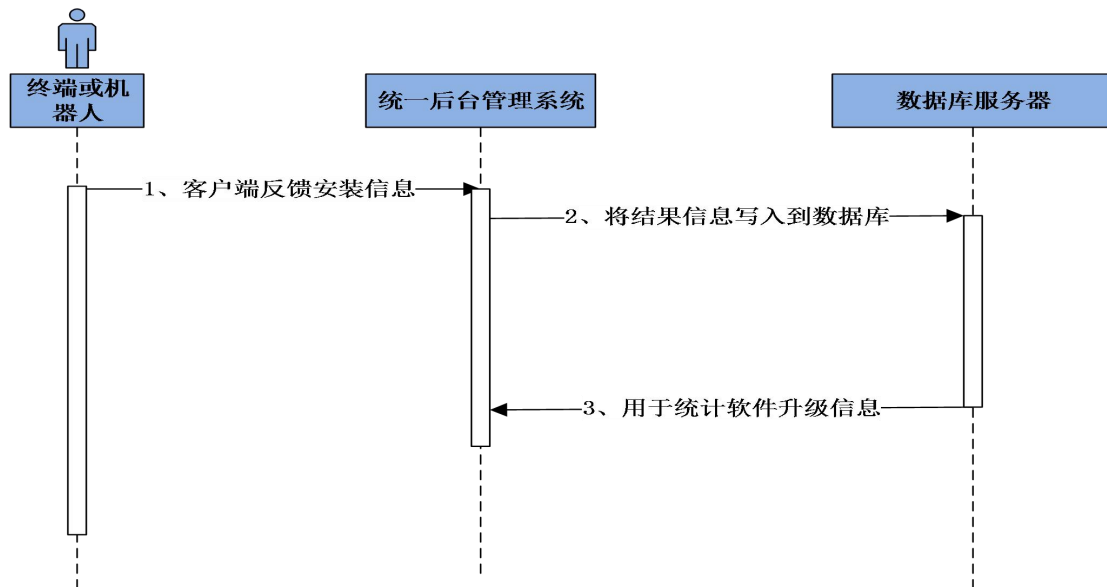 终端或机
器人
统一后台管理系统
数据库服务器
1、客户端反馈安装信息
2、将结果信息写入到数据库
3、用于统计软件升级信息